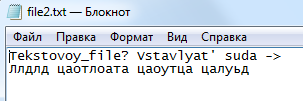 file2.txt — Блокнот
Файл Правка Формат Вид Справка
Tekstovoy_file? Vstavlyat' suda ->
Ллдлд цаотлоата цаоутца цалуьд